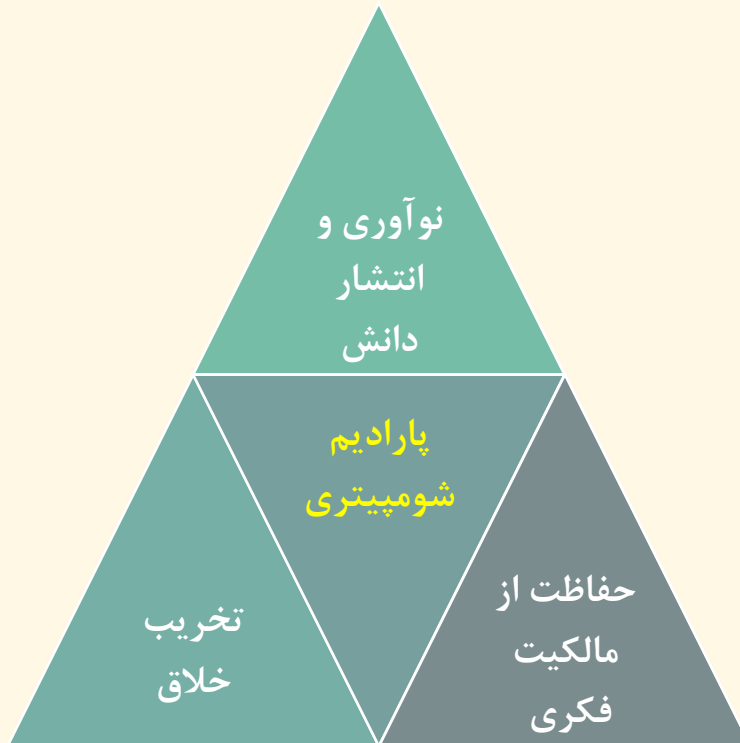 نوآوری و
انتشار
دانش
پارادیم
شومپیتری
تخریب
خلاق
حفاظت از
مالکیت
فکری